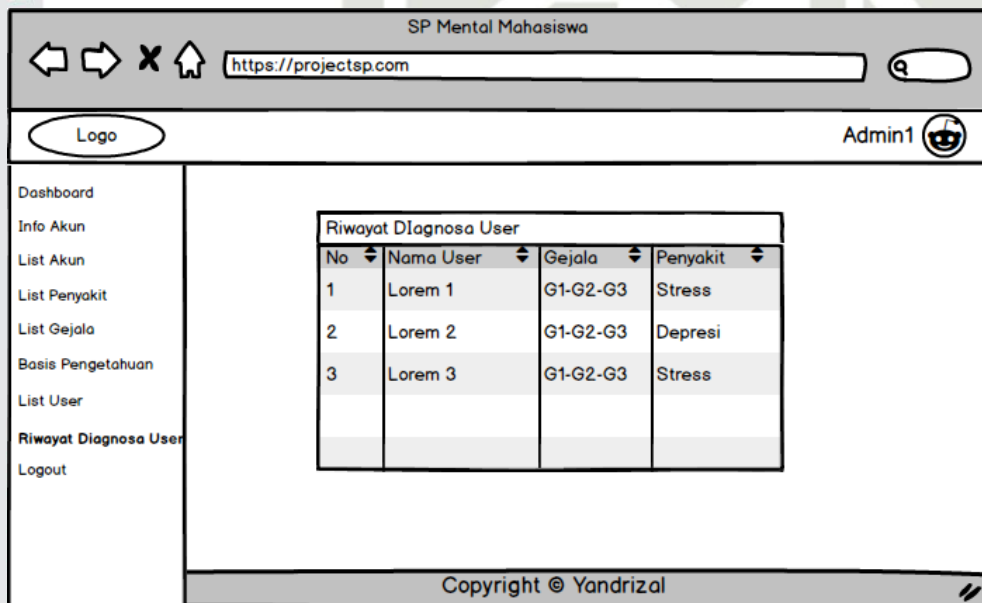 SP Mental Mahasiswa
https://projectsp.com
Logo
Admin1
Dashboard
Info Akun
List Akun
List Penyakit
List Gejala
Basis Pengetahuan
List User
Riwayat Diagnosa User
Logout
Riwayat DIagnosa User
No Nama User Gejala Penyakit
1 Lorem 1 G1-G2-G3 Stress
2 Lorem 2 G1-G2-G3 Depresi
3 Lorem 3 G1-G2-G3 Stress
Copyright © Yandrizal